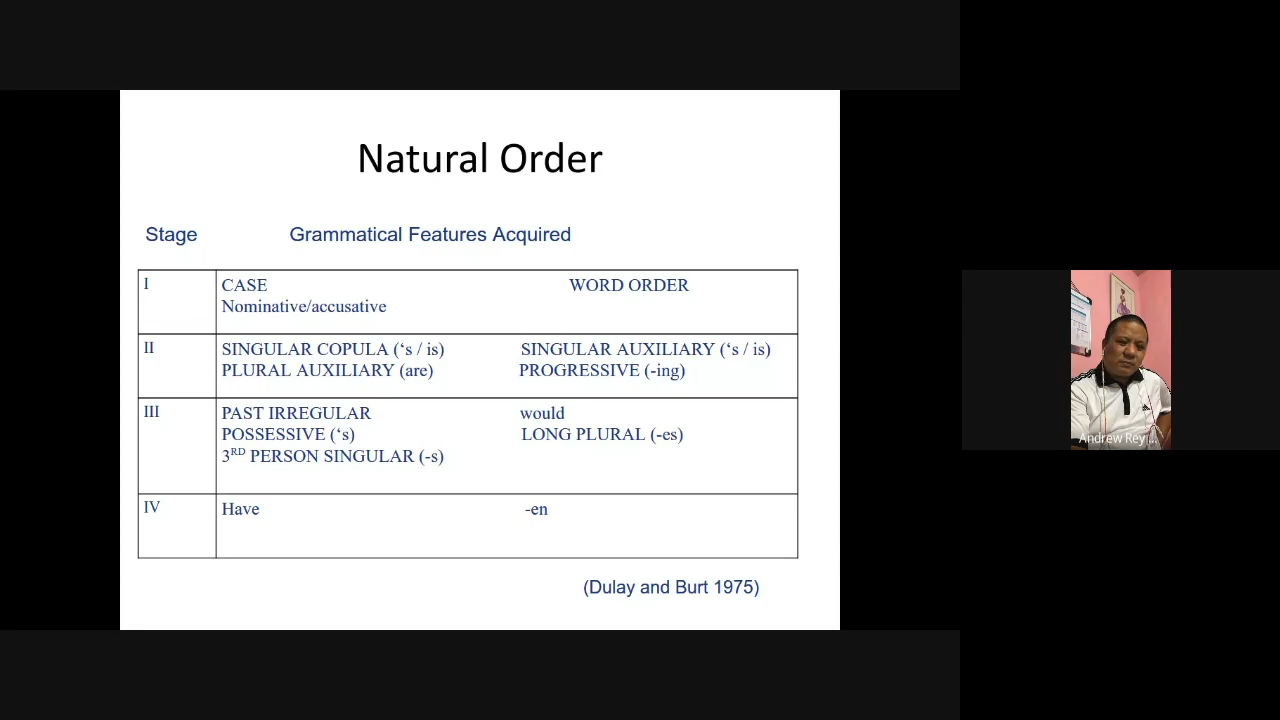 Natural Order
Stage Grammatical Features Acquired
I CASE WORD ORDER
Nominative/accusative
II SINGULAR COPULA (‘s / is) SINGULAR AUXILIARY (‘s / is)
PLURAL AUXILIARY (are) PROGRESSIVE (-ing)
III PAST IRREGULAR would
POSSESSIVE (‘s) LONG PLURAL (-es)
3RD PERSON SINGULAR (-s)
IV Have -en
(Dulay and Burt 1975)
Andrew Rey ...